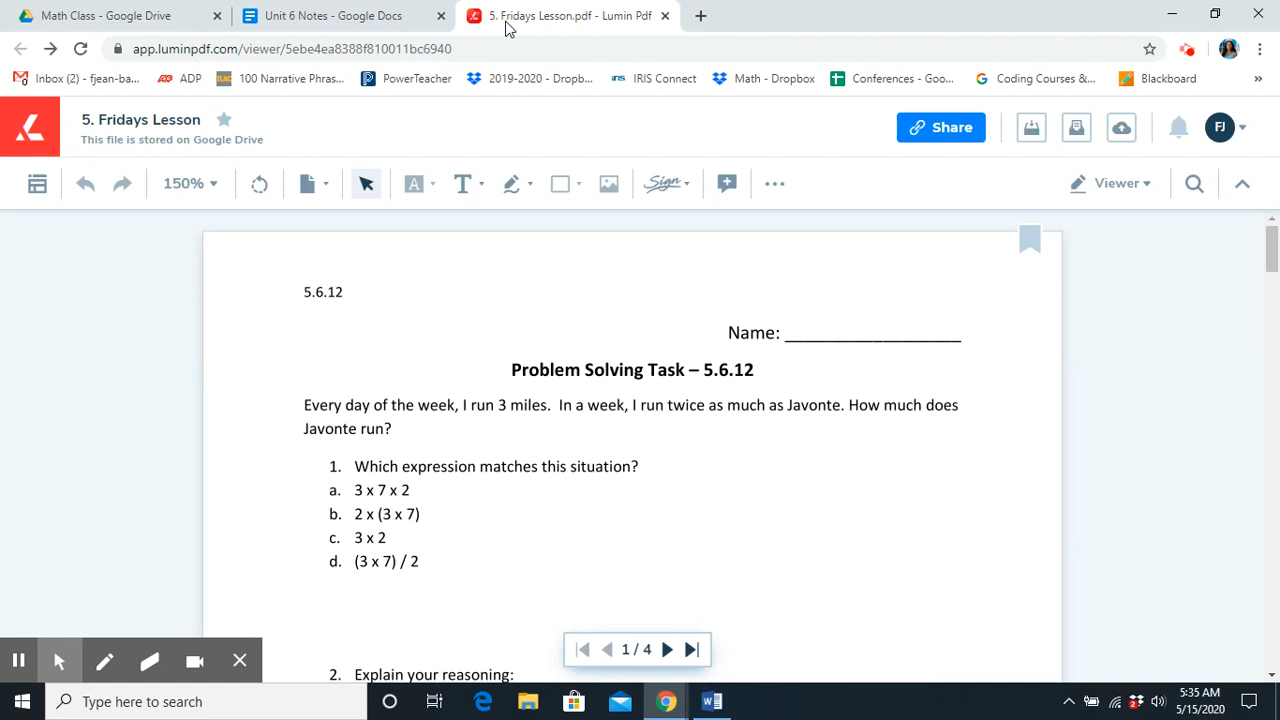 Math Class - Google Drive
Unit 6 Notes - Google Docs
5. Fridays Lesson.pdf - Lumin Pdf
app.luminpdf.com/viewer/5ebe4ea8388f810011bc6940
Inbox (2) - fjean-ba...
ADP
100 Narrative Phras...
PowerTeacher
2019-2020 - Dropb...
iris
IRIS Connect
Math - Dropbox
Conferences - Goo...
Coding Courses &...
Blackboard
»
5. Fridays Lesson
This file is stored on Google Drive
Share
FJ
150%
A
T
Sign
Viewer
5.6.12
Name: ___________________
Problem Solving Task – 5.6.12
Every day of the week, I run 3 miles.  In a week, I run twice as much as Javonte. How much does
Javonte run?
1. Which expression matches this situation?
a. 3 x 7 x 2
b. 2 x (3 x 7)
c. 3 x 2
d. (3 x 7) / 2
1 / 4
2. Explain your reasoning:
Type here to search
5:35 AM
5/15/2020